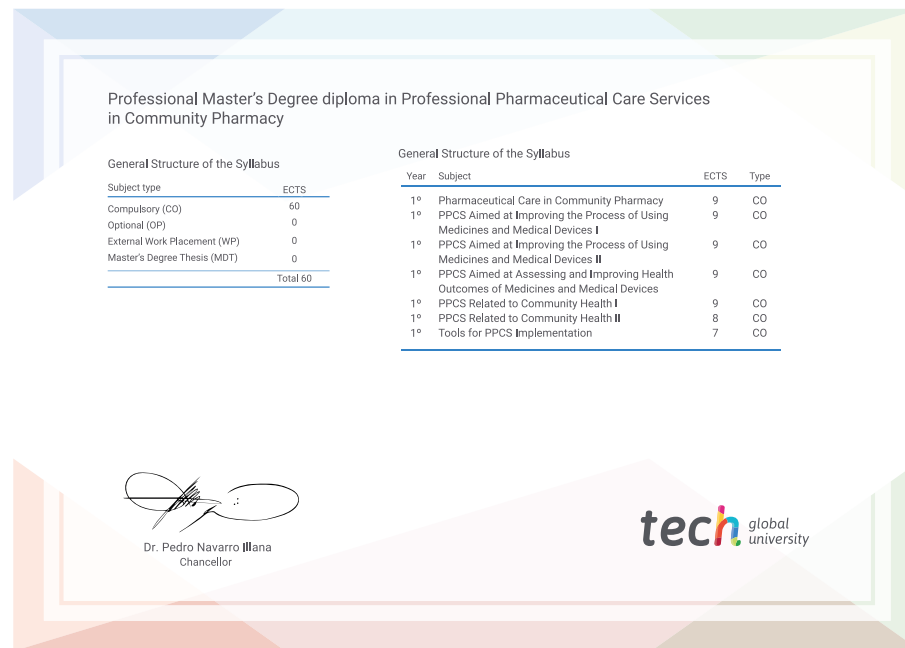 Professional Master's Degree diploma in Professional Pharmaceutical Care Services
in Community Pharmacy
General Structure of the Syllabus
Subject type ECTS
Compulsory (CO) 60
Optional (OP) 0
External Work Placement (WP) 0
Master's Degree Thesis (MDT) 0
Total 60
General Structure of the Syllabus
Year Subject ECTS Type
1º Pharmaceutical Care in Community Pharmacy 9 CO
1º PPCS Aimed at Improving the Process of Using 9 CO
Medicines and Medical Devices I
1º PPCS Aimed at Improving the Process of Using 9 CO
Medicines and Medical Devices II
1º PPCS Aimed at Assessing and Improving Health 9 CO
Outcomes of Medicines and Medical Devices
1º PPCS Related to Community Health I 9 CO
1º PPCS Related to Community Health II 8 CO
1º Tools for PPCS Implementation 7 CO
Dr. Pedro Navarro Illana
Chancellor
tech global
university